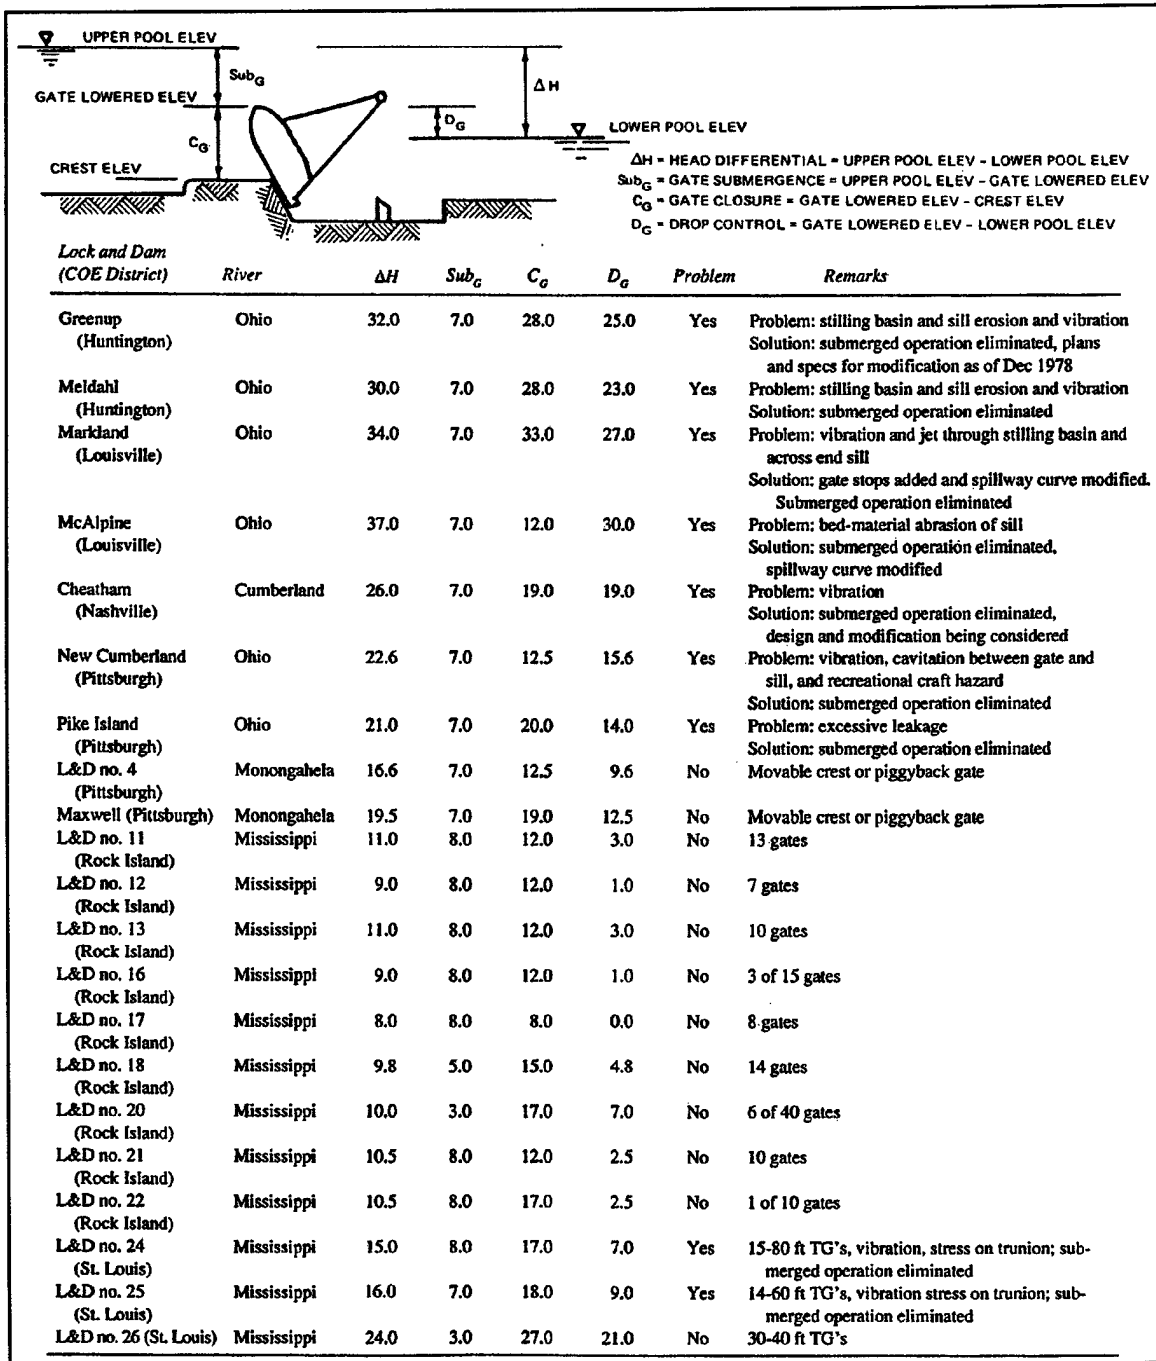 UPPER POOL ELEV
Sub_G
ΔH
GATE LOWERED ELEV
D_G
LOWER POOL ELEV
C_G
CREST ELEV
ΔH = HEAD DIFFERENTIAL = UPPER POOL ELEV - LOWER POOL ELEV
Sub_G = GATE SUBMERGENCE = UPPER POOL ELEV - GATE LOWERED ELEV
C_G = GATE CLOSURE = GATE LOWERED ELEV - CREST ELEV
D_G = DROP CONTROL = GATE LOWERED ELEV - LOWER POOL ELEV
Lock and Dam
(COE District) River ΔH Sub_G C_G D_G Problem Remarks
Greenup Ohio 32.0 7.0 28.0 25.0 Yes Problem: stilling basin and sill erosion and vibration
(Huntington) Solution: submerged operation eliminated, plans
and specs for modification as of Dec 1978
Meldahl Ohio 30.0 7.0 28.0 23.0 Yes Problem: stilling basin and sill erosion and vibration
(Huntington) Solution: submerged operation eliminated
Markland Ohio 34.0 7.0 33.0 27.0 Yes Problem: vibration and jet through stilling basin and
(Louisville) across end sill
Solution: gate stops added and spillway curve modified.
Submerged operation eliminated
McAlpine Ohio 37.0 7.0 12.0 30.0 Yes Problem: bed-material abrasion of sill
(Louisville) Solution: submerged operation eliminated,
spillway curve modified
Cheatham Cumberland 26.0 7.0 19.0 19.0 Yes Problem: vibration
(Nashville) Solution: submerged operation eliminated,
design and modification being considered
New Cumberland Ohio 22.6 7.0 12.5 15.6 Yes Problem: vibration, cavitation between gate and
(Pittsburgh) sill, and recreational craft hazard
Solution: submerged operation eliminated
Pike Island Ohio 21.0 7.0 20.0 14.0 Yes Problem: excessive leakage
(Pittsburgh) Solution: submerged operation eliminated
L&D no. 4 Monongahela 16.6 7.0 12.5 9.6 No Movable crest or piggyback gate
(Pittsburgh)
Maxwell (Pittsburgh) Monongahela 19.5 7.0 19.0 12.5 No Movable crest or piggyback gate
L&D no. 11 Mississippi 11.0 8.0 12.0 3.0 No 13 gates
(Rock Island)
L&D no. 12 Mississippi 9.0 8.0 12.0 1.0 No 7 gates
(Rock Island)
L&D no. 13 Mississippi 11.0 8.0 12.0 3.0 No 10 gates
(Rock Island)
L&D no. 16 Mississippi 9.0 8.0 12.0 1.0 No 3 of 15 gates
(Rock Island)
L&D no. 17 Mississippi 8.0 8.0 8.0 0.0 No 8 gates
(Rock Island)
L&D no. 18 Mississippi 9.8 5.0 15.0 4.8 No 14 gates
(Rock Island)
L&D no. 20 Mississippi 10.0 3.0 17.0 7.0 No 6 of 40 gates
(Rock Island)
L&D no. 21 Mississippi 10.5 8.0 12.0 2.5 No 10 gates
(Rock Island)
L&D no. 22 Mississippi 10.5 8.0 17.0 2.5 No 1 of 10 gates
(Rock Island)
L&D no. 24 Mississippi 15.0 8.0 17.0 7.0 Yes 15-80 ft TG's, vibration, stress on trunion; sub-
(St. Louis) merged operation eliminated
L&D no. 25 Mississippi 16.0 7.0 18.0 9.0 Yes 14-60 ft TG's, vibration stress on trunion; sub-
(St. Louis) merged operation eliminated
L&D no. 26 (St. Louis) Mississippi 24.0 3.0 27.0 21.0 No 30-40 ft TG's